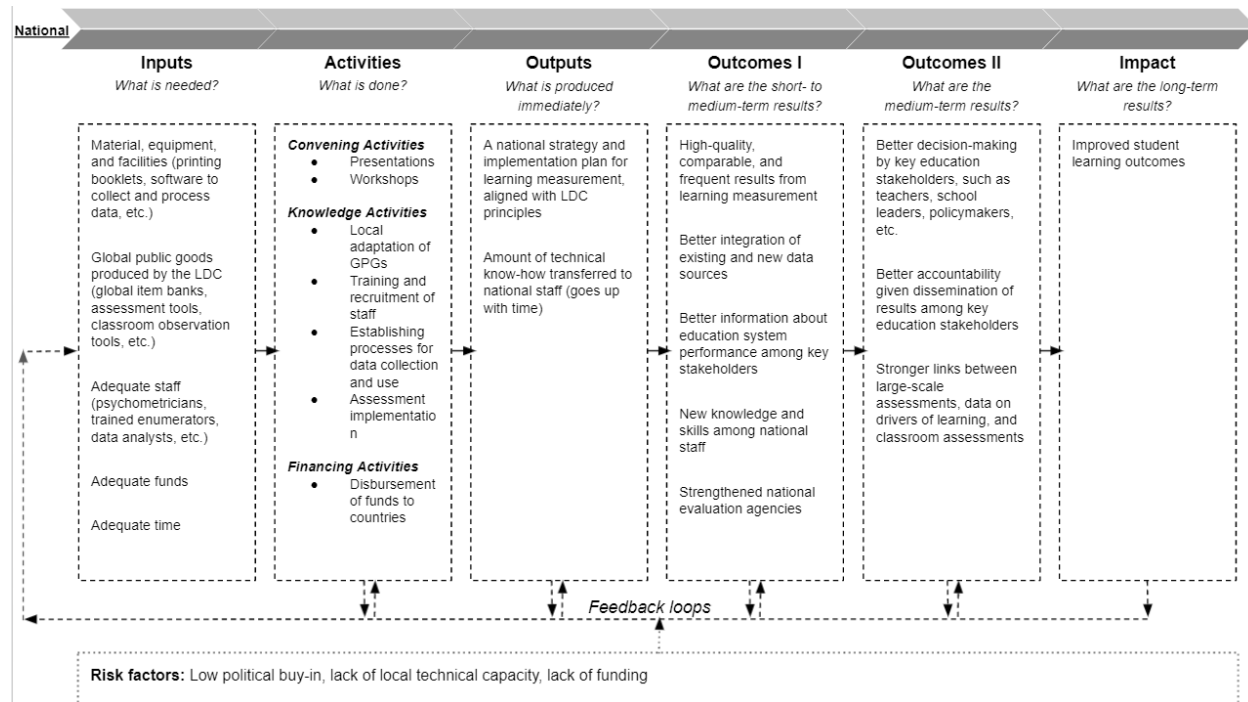 National
Inputs
What is needed?
Material, equipment,
and facilities (printing
booklets, software to
collect and process
data, etc.)
Global public goods
produced by the LDC
(global item banks,
assessment tools,
classroom observation
tools, etc.)
Adequate staff
(psychometricians,
trained enumerators,
data analysts, etc.)
Adequate funds
Adequate time
Activities
What is done?
Convening Activities
● Presentations
● Workshops
Knowledge Activities
● Local
adaptation of
GPGs
● Training and
recruitment of
staff
● Establishing
processes for
data collection
and use
● Assessment
implementatio
n
Financing Activities
● Disbursement
of funds to
countries
Outputs
What is produced
immediately?
A national strategy and
implementation plan for
learning measurement,
aligned with LDC
principles
Amount of technical
know-how transferred to
national staff (goes up
with time)
Outcomes I
What are the short- to
medium-term results?
High-quality,
comparable, and
frequent results from
learning measurement
Better integration of
existing and new data
sources
Better information about
education system
performance among key
stakeholders
New knowledge and
skills among national
staff
Strengthened national
evaluation agencies
Outcomes II
What are the
medium-term results?
Better decision-making
by key education
stakeholders, such as
teachers, school
leaders, policymakers,
etc.
Better accountability
given dissemination of
results among key
education stakeholders
Stronger links between
large-scale
assessments, data on
drivers of learning, and
classroom assessments
Impact
What are the long-term
results?
Improved student
learning outcomes
Feedback loops
Risk factors: Low political buy-in, lack of local technical capacity, lack of funding